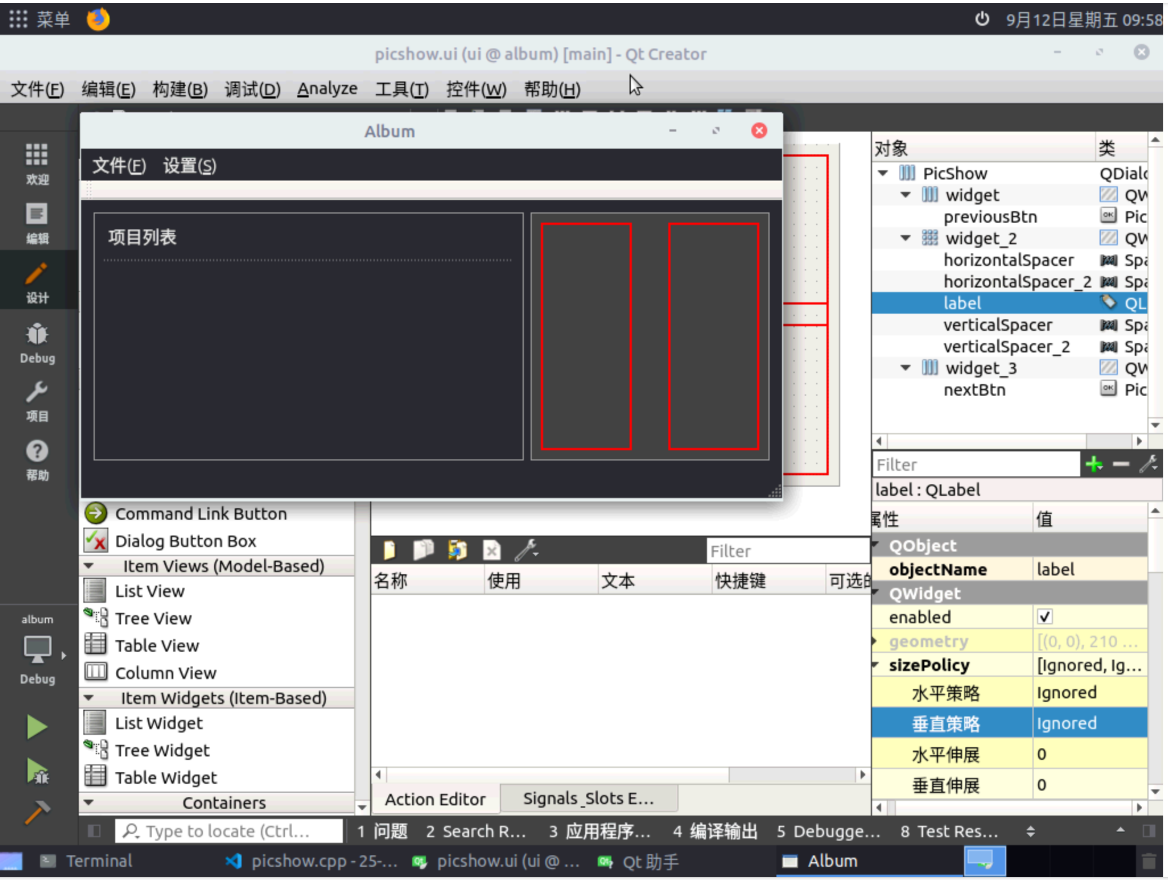 菜单
9月12日星期五 09:58
picshow.ui (ui @ album) [main] - Qt Creator
文件(F) 编辑(E) 构建(B) 调试(D) Analyze 工具(T) 控件(W) 帮助(H)
欢迎
编辑
设计
Debug
项目
帮助
album
Debug
Album
文件(F) 设置(S)
项目列表
Command Link Button
Dialog Button Box
Item Views (Model-Based)
List View
Tree View
Table View
Column View
Item Widgets (Item-Based)
List Widget
Tree Widget
Table Widget
Containers
Filter
名称 使用 文本 快捷键 可选的
Action Editor Signals_Slots E...
对象 类
PicShow QDialo
widget QW
previousBtn Pic
widget_2 QW
horizontalSpacer Spa
horizontalSpacer_2 Spa
label QL
verticalSpacer Spa
verticalSpacer_2 Spa
widget_3 QW
nextBtn Pic
Filter
label : QLabel
属性 值
QObject
objectName label
QWidget
enabled
geometry [(0, 0), 210 ...
sizePolicy [Ignored, Ig...
水平策略 Ignored
垂直策略 Ignored
水平伸展 0
垂直伸展 0
Type to locate (Ctrl... 1 问题 2 Search R... 3 应用程序... 4 编译输出 5 Debugge... 8 Test Res...
Terminal picshow.cpp - 25-... picshow.ui (ui @ ... Qt 助手 Album